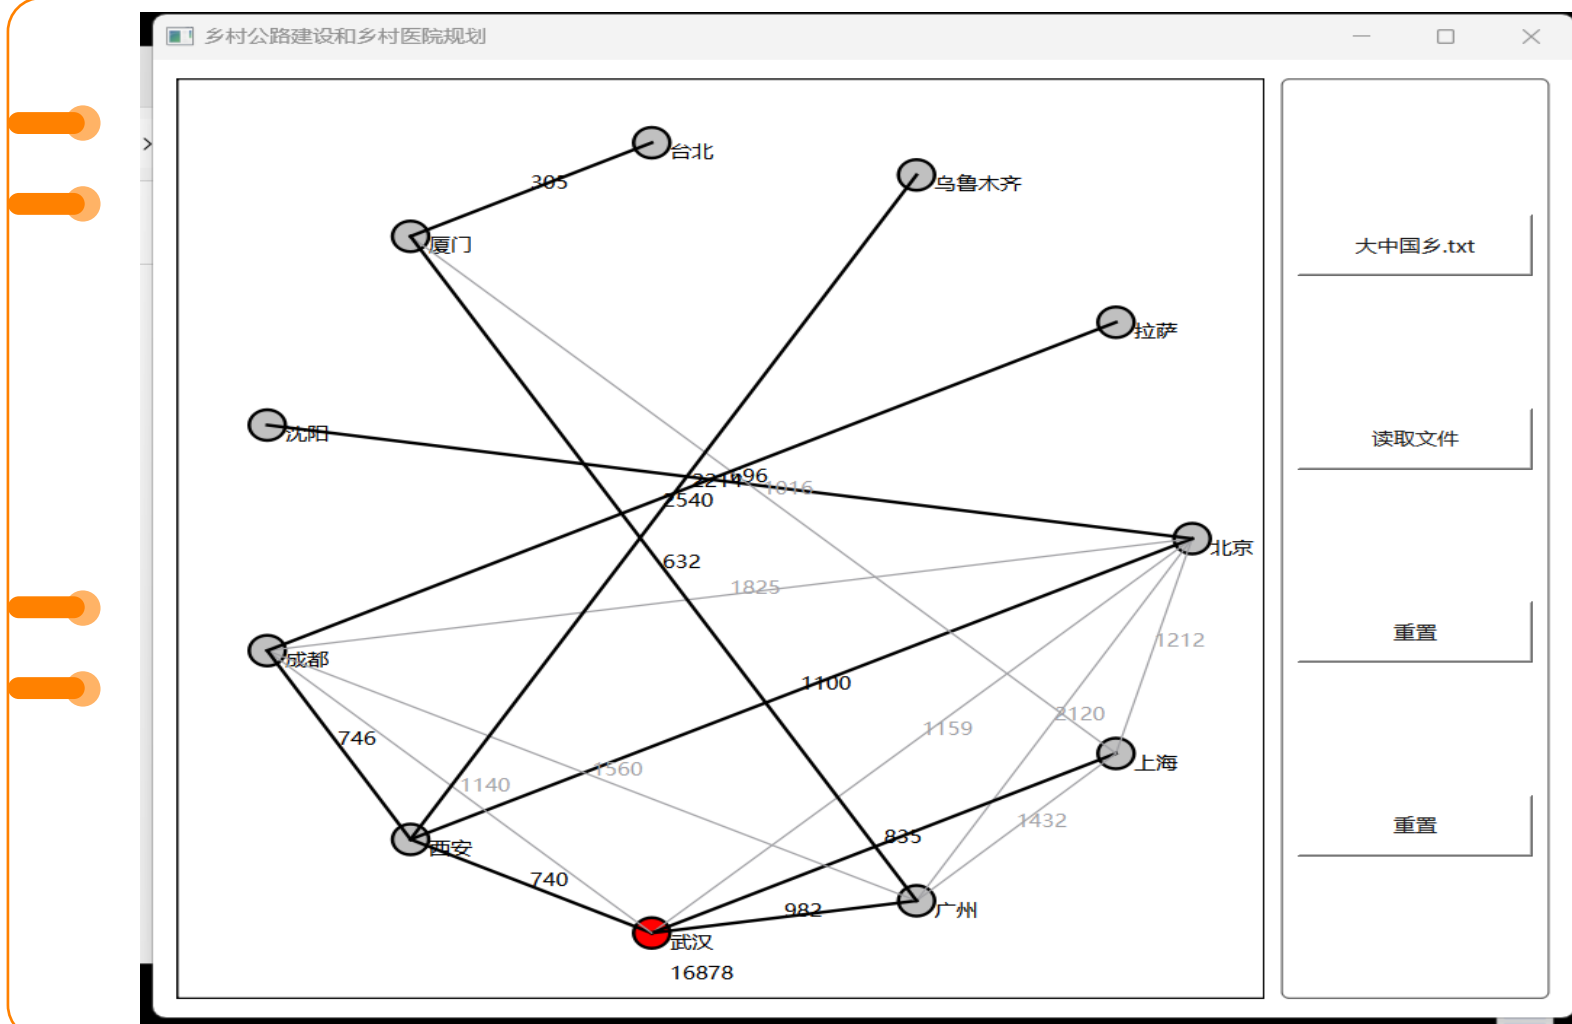 乡村公路建设和乡村医院规划
台北
305
乌鲁木齐
厦门
大中国乡.txt
拉萨
沈阳
读取文件
696
1016
2540
北京
632
1825
重置
1212
成都
1100
2120
1159
746
上海
1560
1140
1432
重置
835
西安
740
982
广州
武汉
16878